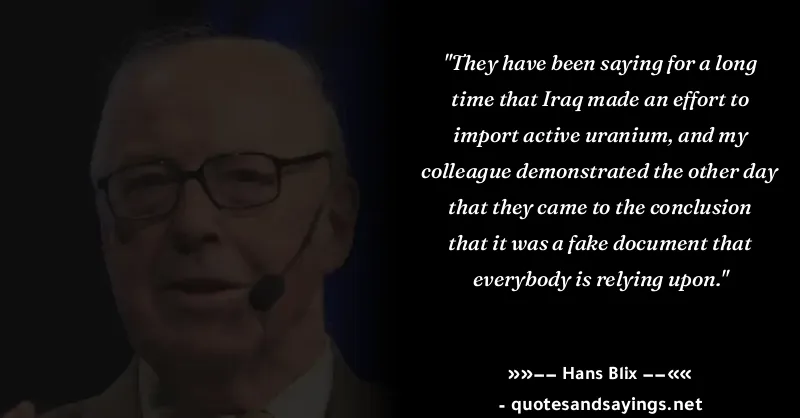 "They have been saying for a long
time that Iraq made an effort to
import active uranium, and my
colleague demonstrated the other day
that they came to the conclusion
that it was a fake document that
everybody is relying upon."
»»−− Hans Blix −−««
- quotesandsayings.net